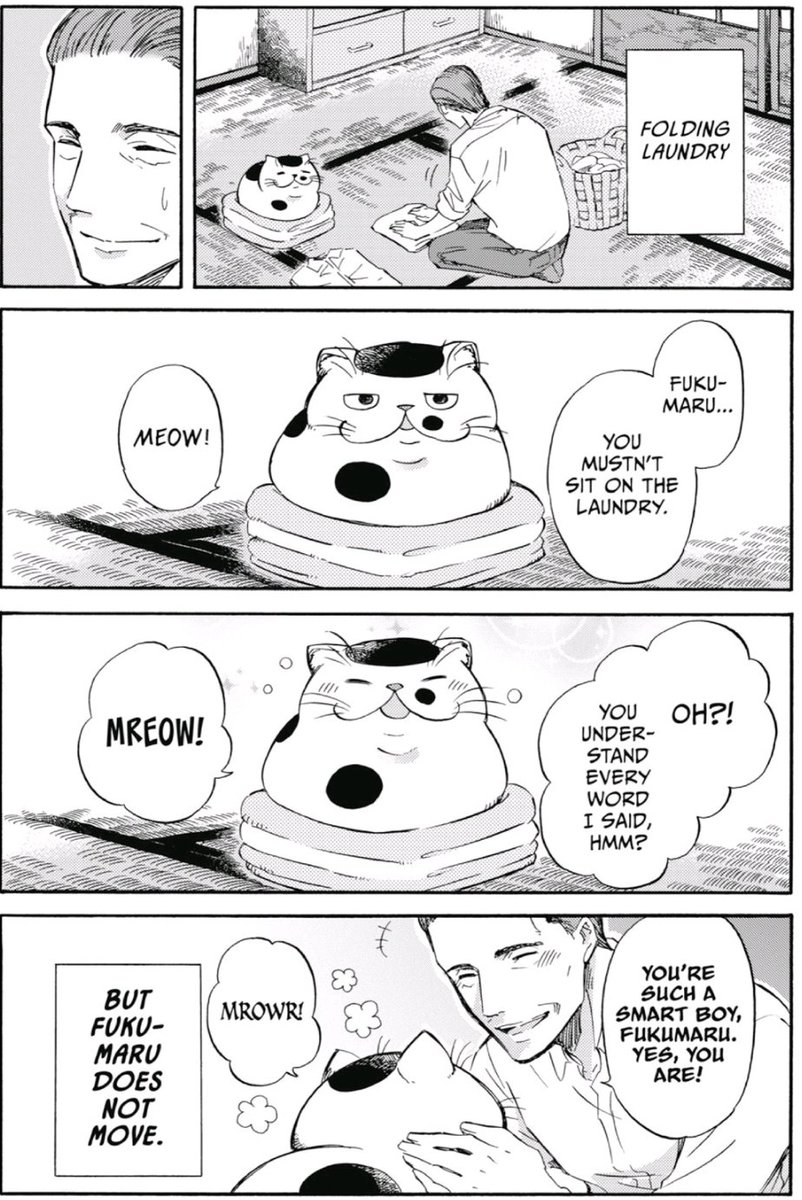 FOLDING
LAUNDRY
FUKU-
MARU...
YOU
MUSTN'T
SIT ON THE
LAUNDRY.
MEOW!
OH?!
YOU
UNDER-
STAND
EVERY
WORD
I SAID,
HMM?
MREOW!
YOU'RE
SUCH A
SMART BOY,
FUKUMARU.
YES, YOU
ARE!
MROWR!
BUT
FUKU-
MARU
DOES
NOT
MOVE.